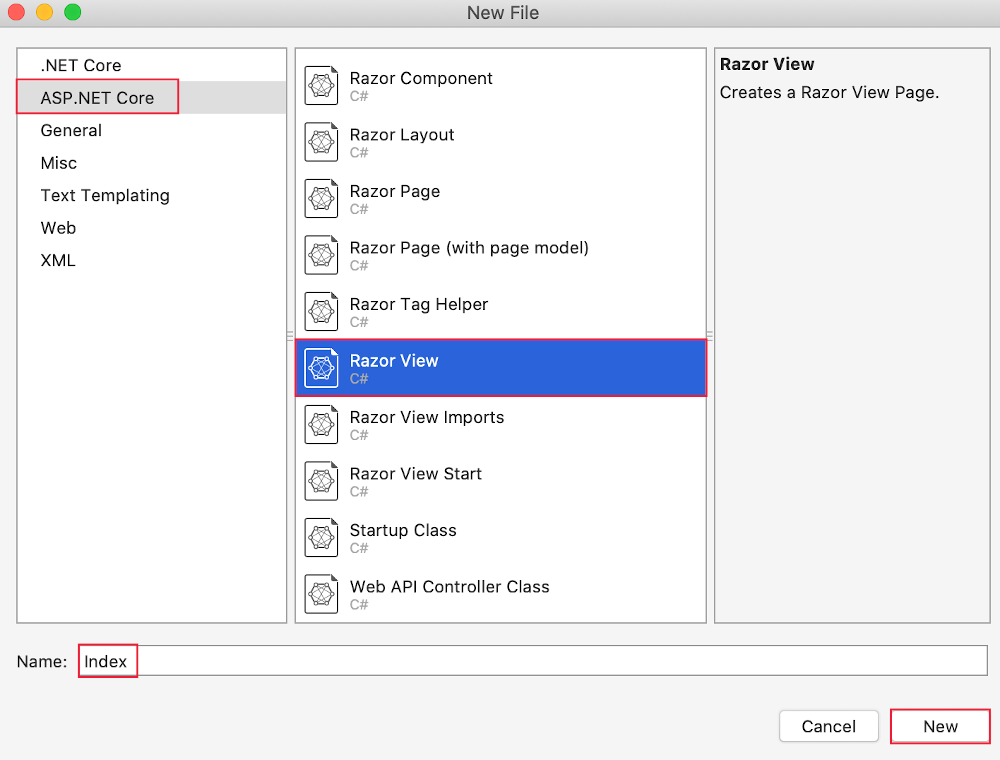 New File
.NET Core
ASP.NET Core
General
Misc
Text Templating
Web
XML
Razor Component
C#
Razor Layout
C#
Razor Page
C#
Razor Page (with page model)
C#
Razor Tag Helper
C#
Razor View
C#
Razor View Imports
C#
Razor View Start
C#
Startup Class
C#
Web API Controller Class
C#
Razor View
Creates a Razor View Page.
Name: Index
Cancel New